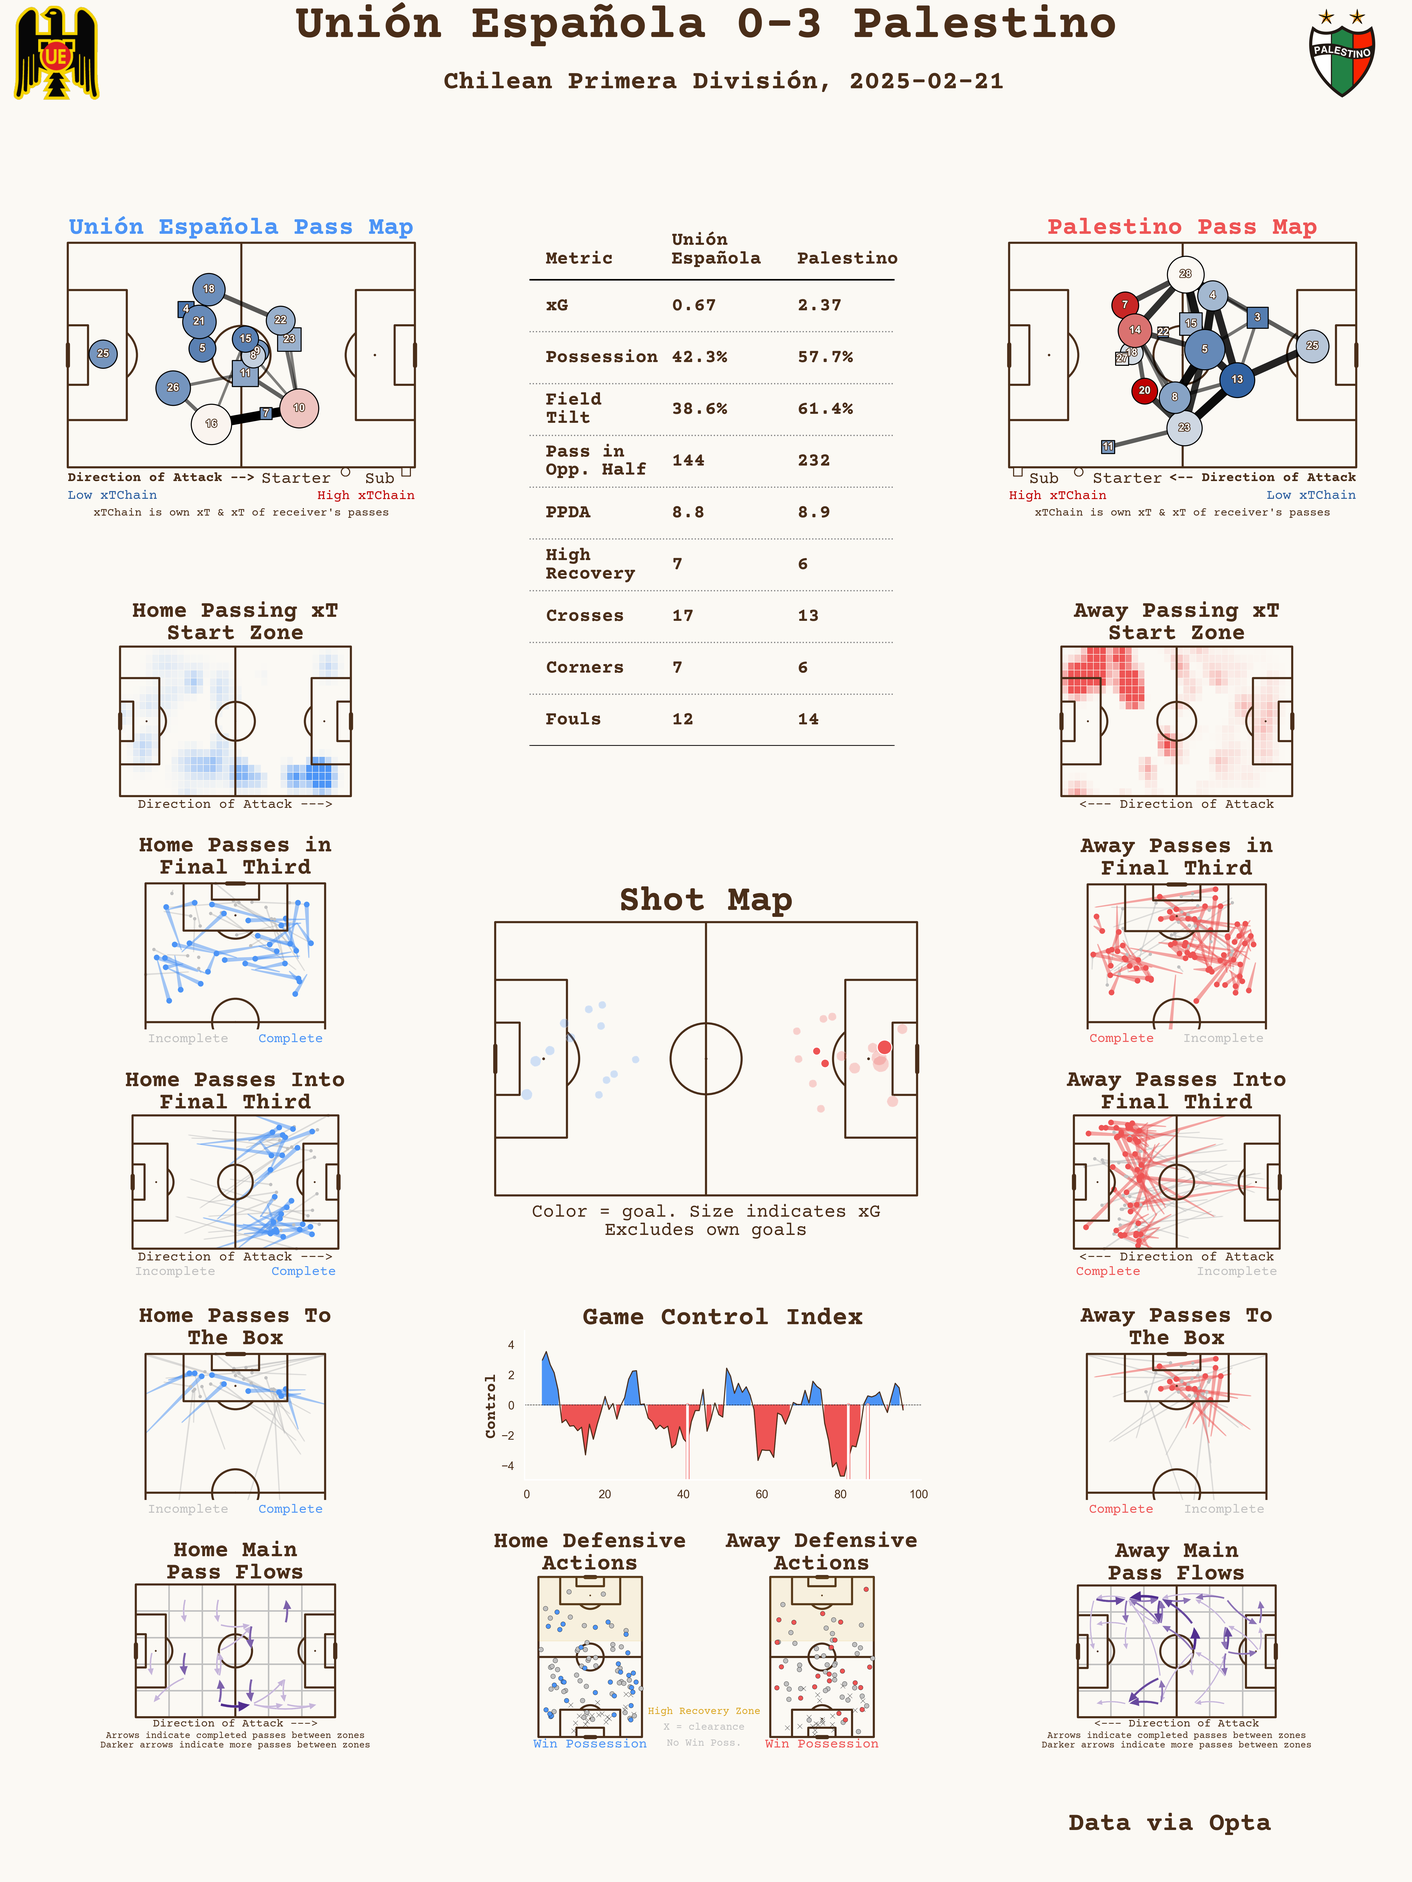 Unión Española 0-3 Palestino
Chilean Primera División, 2025-02-21
UE
PALESTINO
Unión Española Pass Map
18
4
21
5
25
26
16
22
23
15
9
8
11
7
10
Direction of Attack --> Starter Sub
Low xTChain High xTChain
xTChain is own xT & xT of receiver's passes
Metric Unión Española Palestino
xG 0.67 2.37
Possession 42.3% 57.7%
Field Tilt 38.6% 61.4%
Pass in Opp. Half 144 232
PPDA 8.8 8.9
High Recovery 7 6
Crosses 17 13
Corners 7 6
Fouls 12 14
Palestino Pass Map
28
7
4
14
22
15
3
27
18
5
25
20
8
13
23
11
Sub Starter <-- Direction of Attack
High xTChain Low xTChain
xTChain is own xT & xT of receiver's passes
Home Passing xT
Start Zone
Direction of Attack --->
Away Passing xT
Start Zone
<--- Direction of Attack
Home Passes in
Final Third
Incomplete Complete
Away Passes in
Final Third
Complete Incomplete
Shot Map
Color = goal. Size indicates xG
Excludes own goals
Home Passes Into
Final Third
Direction of Attack --->
Incomplete Complete
Away Passes Into
Final Third
<--- Direction of Attack
Complete Incomplete
Home Passes To
The Box
Incomplete Complete
Game Control Index
Control
4
2
0
−2
−4
0 20 40 60 80 100
Away Passes To
The Box
Complete Incomplete
Home Main
Pass Flows
Direction of Attack --->
Arrows indicate completed passes between zones
Darker arrows indicate more passes between zones
Home Defensive
Actions
Win Possession
High Recovery Zone
X = clearance
No Win Poss.
Away Defensive
Actions
Win Possession
Away Main
Pass Flows
<--- Direction of Attack
Arrows indicate completed passes between zones
Darker arrows indicate more passes between zones
Data via Opta